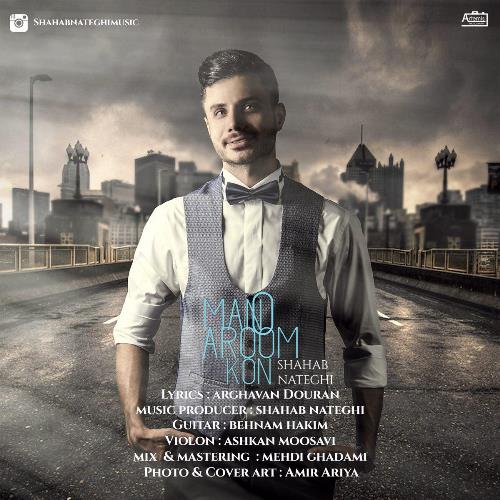 Shahabnateghimusic
Artemis
MANO
AROOM
KON
SHAHAB
NATEGHI
Lyrics : arghavan Douran
music producer : shahab nateghi
Guitar : behnam hakim
Violon : ashkan moosavi
mix & mastering : mehdi ghadami
Photo & Cover art : Amir Ariya